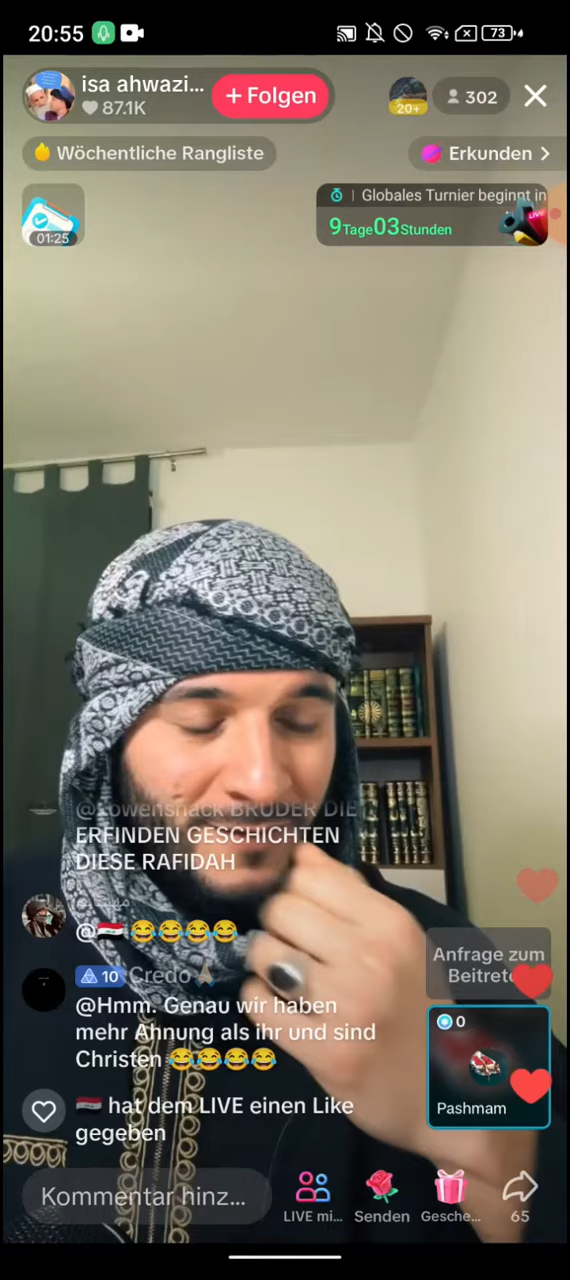 20:55
73
isa ahwazi...
87.1K
+ Folgen
20+
302
Wöchentliche Rangliste
Erkunden >
01:25
Globales Turnier beginnt in
9Tage03Stunden
LIVE
BRUDER DIE
ERFINDEN GESCHICHTEN
DIESE RAFIDAH
@🇮🇶 😂😂😂😂
10 Credo🙏🏽
@Hmm. Genau wir haben
mehr Ahnung als ihr und sind
Christen 😂😂😂😂
🇮🇶 hat dem LIVE einen Like
gegeben
Anfrage zum
0
Pashmam
Kommentar hinz...
LIVE mi...
Senden
Gesche...
65